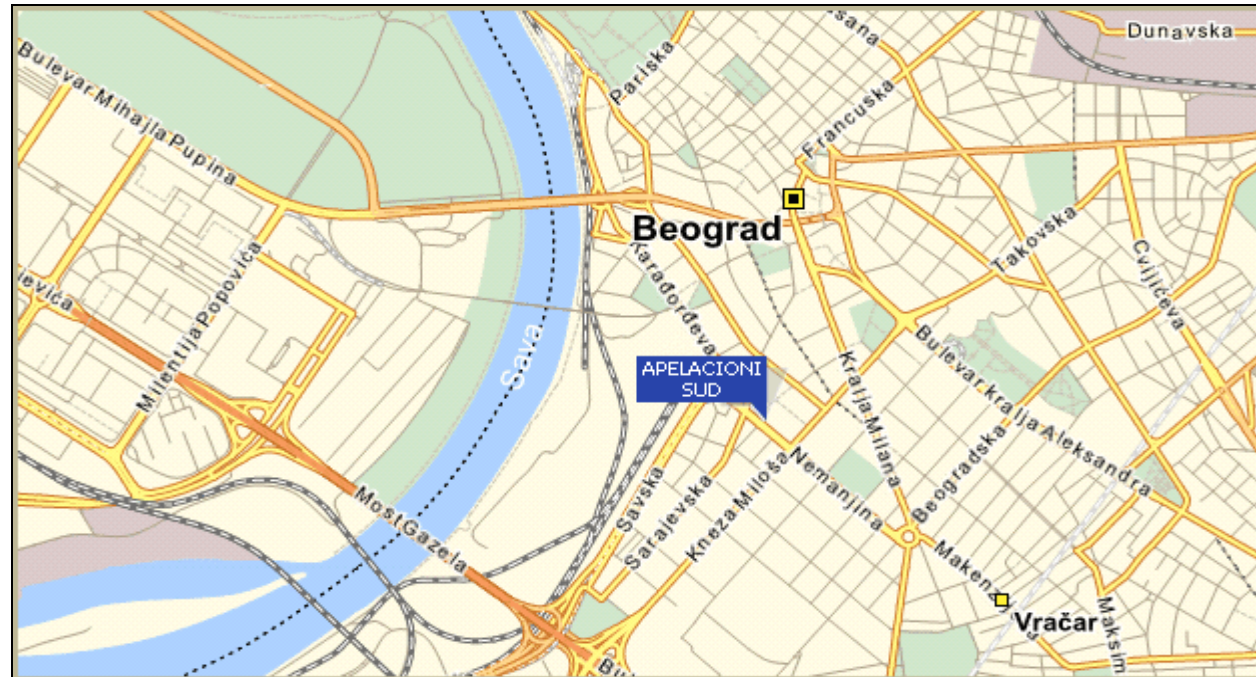 Dunavska
Bulevar Mihajla Pupina
Pariska
Francuska
Beograd
Takovska
Cvijićeva
Karađorđeva
Milentija Popovića
Sava
APELACIONI
SUD
Bulevar kralja Aleksandra
Kralja Milana
Beogradska
Nemanjina
Savska
Sarajevska
Kneza Miloša
Most Gazela
Vračar